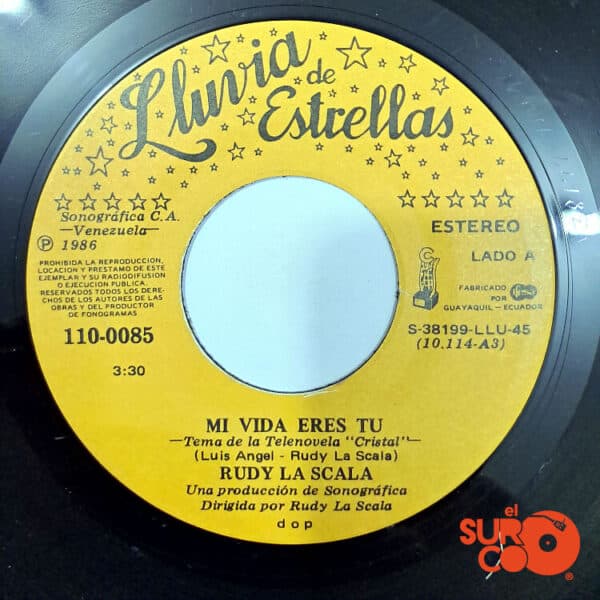 Lluvia
de
Estrellas
Sonográfica C.A.
—Venezuela—
℗ 1986
PROHIBIDA LA REPRODUCCION,
LOCACION Y PRESTAMO DE ESTE
EJEMPLAR Y SU RADIODIFUSION
O EJECUCION PUBLICA.
RESERVADOS TODOS LOS DERE-
CHOS DE LOS AUTORES DE LAS
OBRAS Y DEL PRODUCTOR
DE FONOGRAMAS
110-0085
3:30
ESTEREO
LADO A
FABRICADO
POR
GUAYAQUIL - ECUADOR
S-38199-LLU-45
(10.114-A3)
MI VIDA ERES TU
—Tema de la Telenovela "Cristal"—
(Luis Angel - Rudy La Scala)
RUDY LA SCALA
Una producción de Sonográfica
Dirigida por Rudy La Scala
dop
el
SUR
CO
®